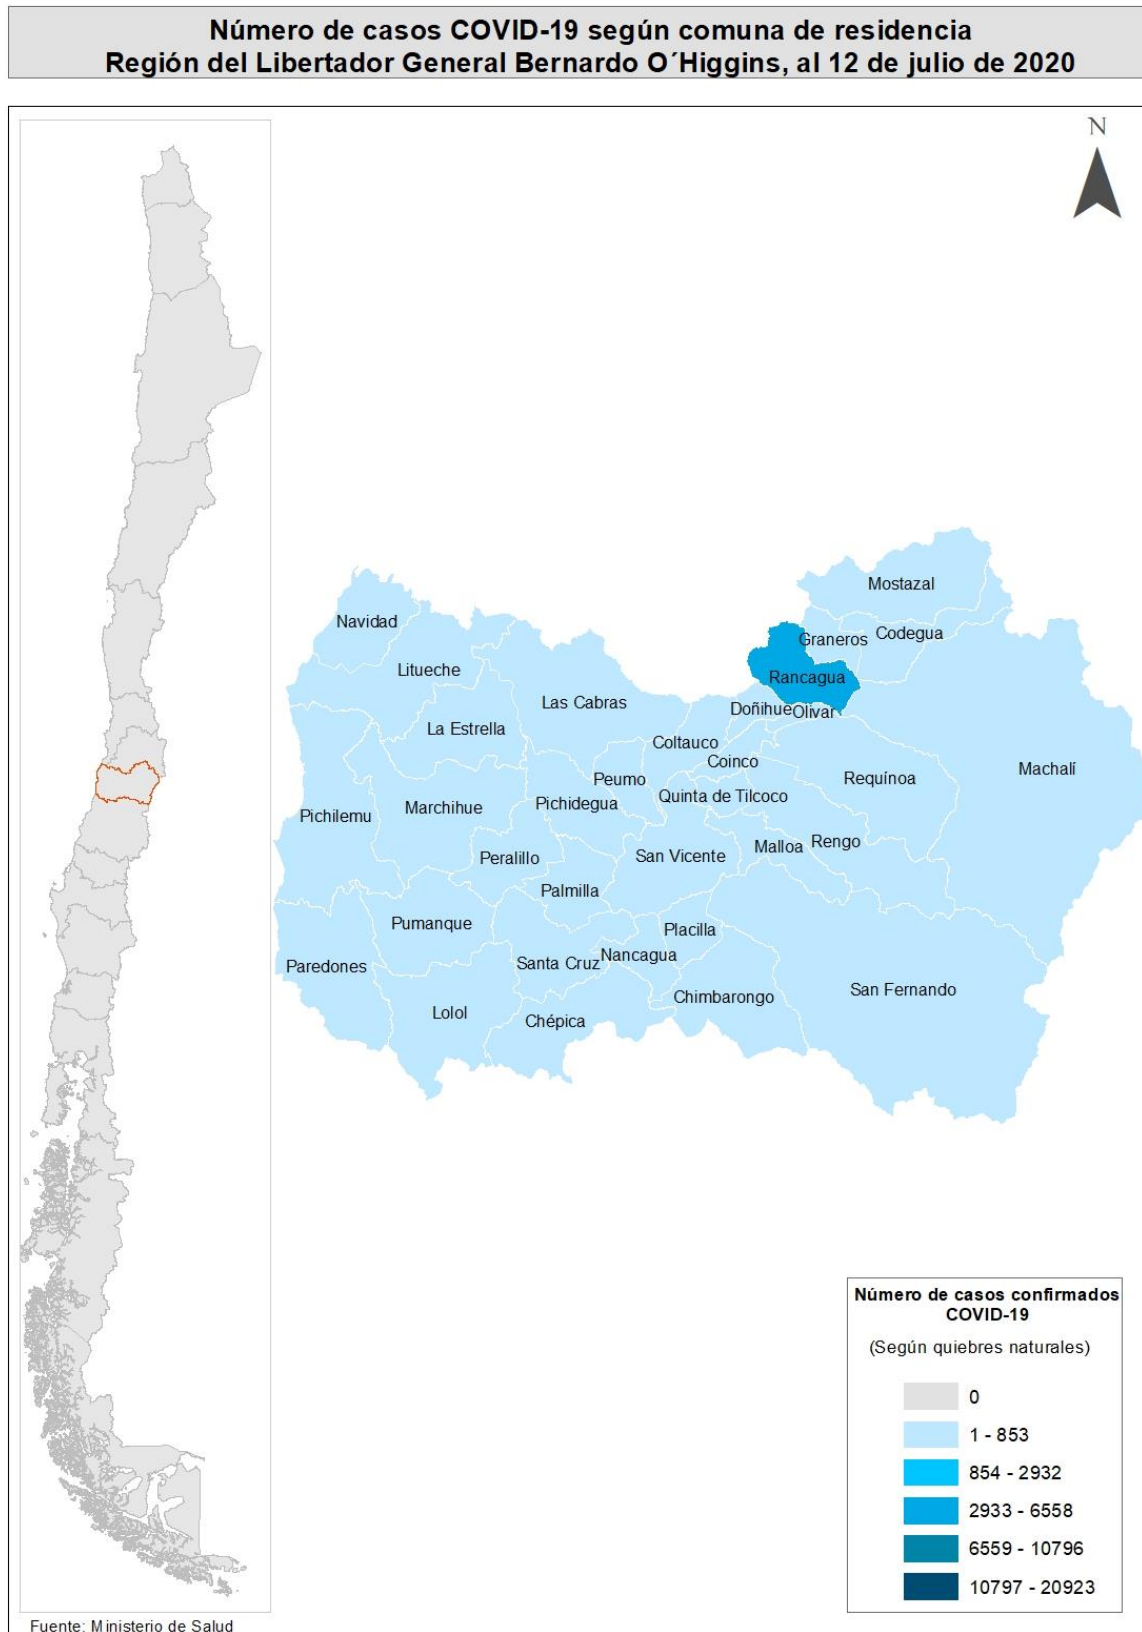 Número de casos COVID-19 según comuna de residencia
Región del Libertador General Bernardo O´Higgins, al 12 de julio de 2020
N
Mostazal
Navidad
Graneros
Codegua
Litueche
Rancagua
Las Cabras
Doñihue
Olivar
La Estrella
Coltauco
Coinco
Machalí
Peumo
Requínoa
Quinta de Tilcoco
Pichidegua
Marchihue
Pichilemu
Rengo
Malloa
San Vicente
Peralillo
Palmilla
Pumanque
Placilla
Nancagua
Santa Cruz
Paredones
San Fernando
Chimbarongo
Lolol
Chépica
Número de casos confirmados
COVID-19
(Según quiebres naturales)
0
1 - 853
854 - 2932
2933 - 6558
6559 - 10796
10797 - 20923
Fuente: Ministerio de Salud